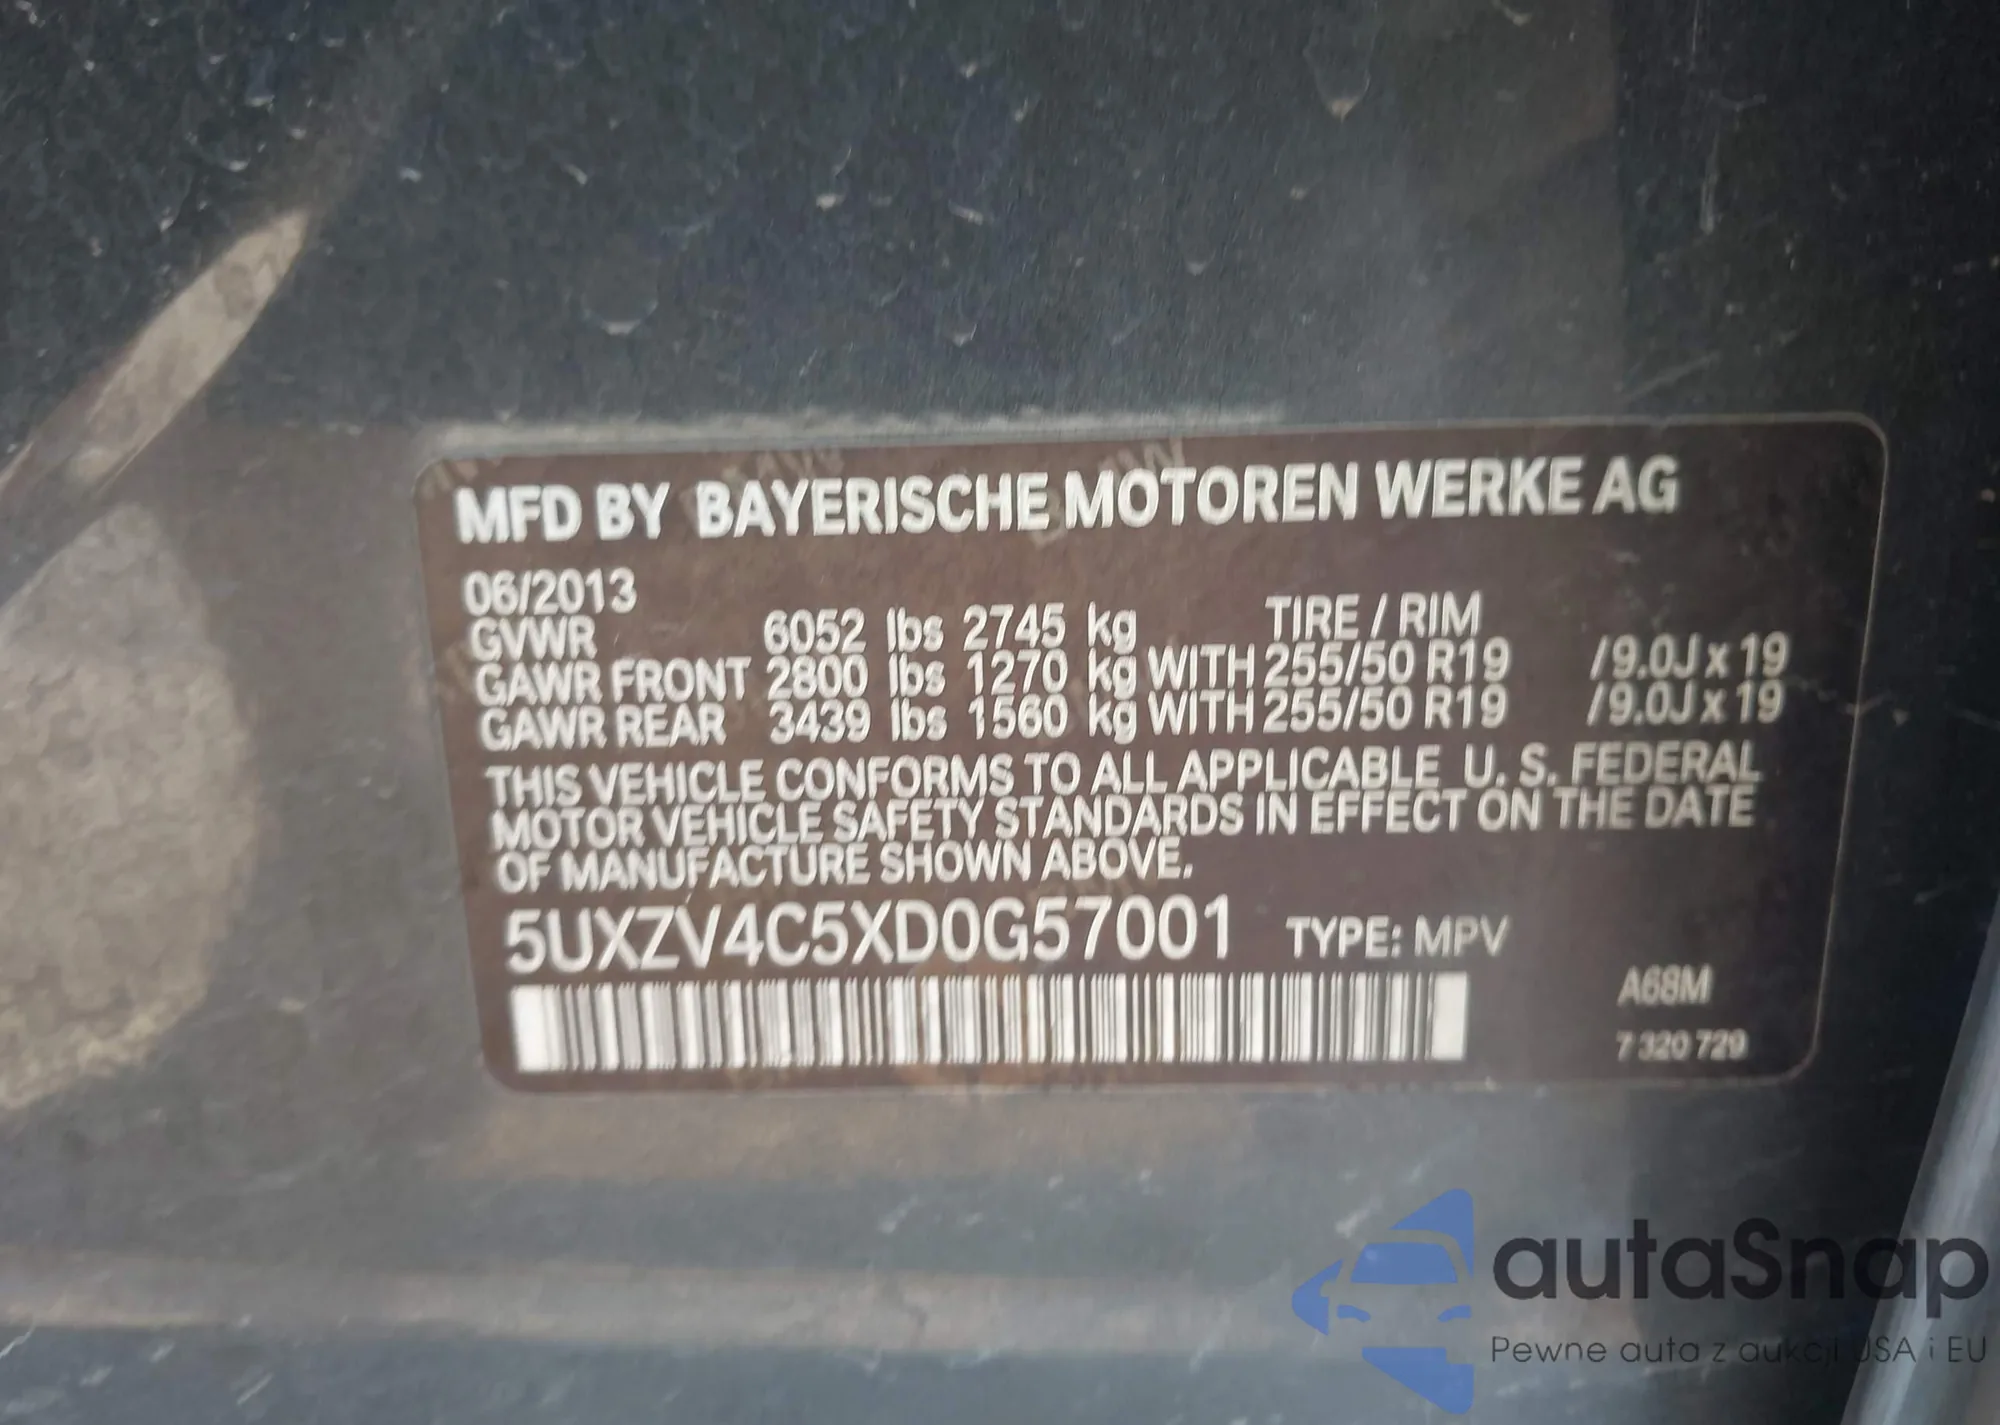 MFD BY BAYERISCHE MOTOREN WERKE AG
06/2013
GVWR 6052 lbs 2745 kg TIRE / RIM
GAWR FRONT 2800 lbs 1270 kg WITH 255/50 R19 /9.0J x 19
GAWR REAR 3439 lbs 1560 kg WITH 255/50 R19 /9.0J x 19
THIS VEHICLE CONFORMS TO ALL APPLICABLE U. S. FEDERAL
MOTOR VEHICLE SAFETY STANDARDS IN EFFECT ON THE DATE
OF MANUFACTURE SHOWN ABOVE.
5UXZV4C5XD0G57001 TYPE: MPV
A68M
7 320 729
autaSnap
Pewne auta z aukcji USA i EU